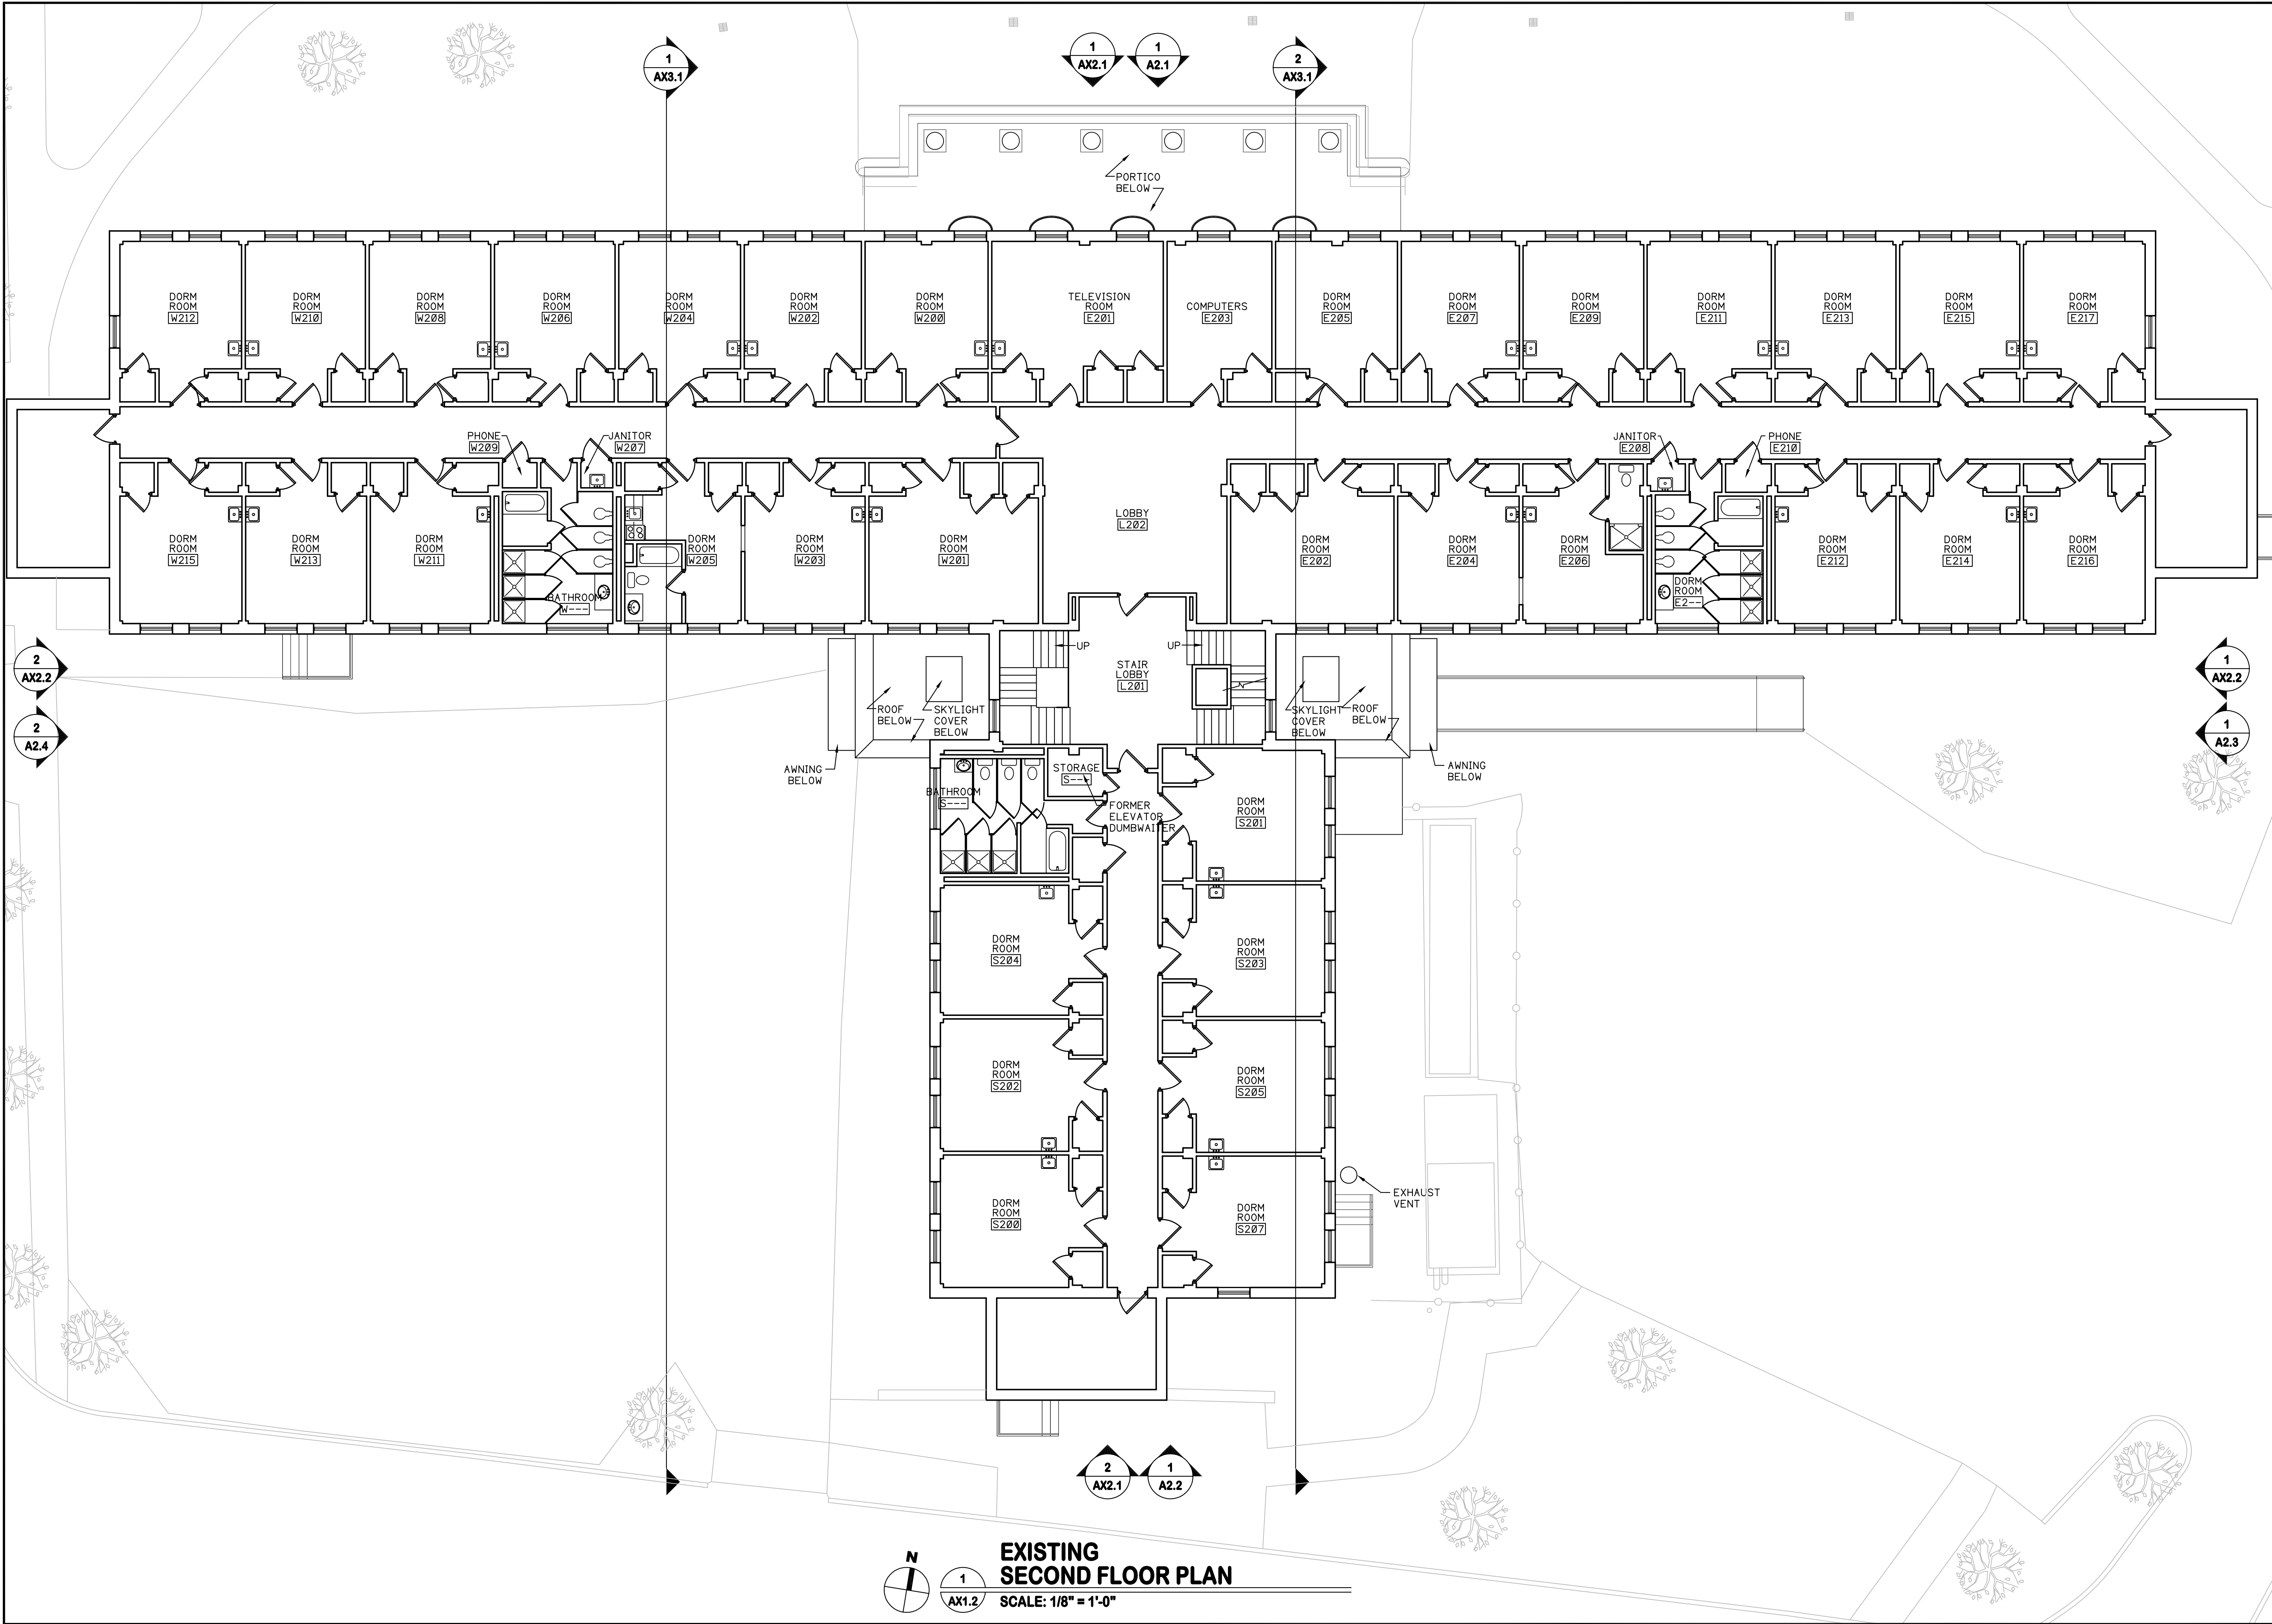 1
AX3.1
1
AX2.1
1
A2.1
2
AX3.1
PORTICO
BELOW
DORM
ROOM
W212
DORM
ROOM
W210
DORM
ROOM
W208
DORM
ROOM
W206
DORM
ROOM
W204
DORM
ROOM
W202
DORM
ROOM
W200
TELEVISION
ROOM
E201
COMPUTERS
E203
DORM
ROOM
E205
DORM
ROOM
E207
DORM
ROOM
E209
DORM
ROOM
E211
DORM
ROOM
E213
DORM
ROOM
E215
DORM
ROOM
E217
PHONE
W209
JANITOR
W207
JANITOR
E208
PHONE
E210
DORM
ROOM
W215
DORM
ROOM
W213
DORM
ROOM
W211
BATHROOM
W---
DORM
ROOM
W205
DORM
ROOM
W203
DORM
ROOM
W201
LOBBY
L202
DORM
ROOM
E202
DORM
ROOM
E204
DORM
ROOM
E206
DORM
ROOM
E2--
DORM
ROOM
E212
DORM
ROOM
E214
DORM
ROOM
E216
2
AX2.2
2
A2.4
UP
UP
STAIR
LOBBY
L201
ROOF
BELOW
SKYLIGHT
COVER
BELOW
SKYLIGHT
COVER
BELOW
ROOF
BELOW
1
AX2.2
1
A2.3
AWNING
BELOW
AWNING
BELOW
STORAGE
S---
BATHROOM
S---
FORMER
ELEVATOR
DUMBWAITER
DORM
ROOM
S201
DORM
ROOM
S204
DORM
ROOM
S203
DORM
ROOM
S202
DORM
ROOM
S205
DORM
ROOM
S200
DORM
ROOM
S207
EXHAUST
VENT
2
AX2.1
1
A2.2
N
1
AX1.2
EXISTING
SECOND FLOOR PLAN
SCALE: 1/8" = 1'-0"